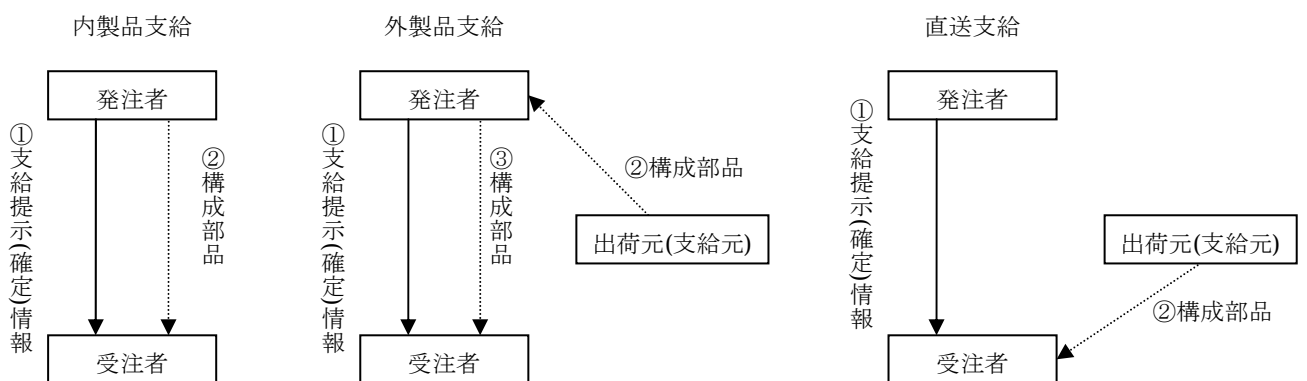 内製品支給
発注者
①支給提示(確定)情報
②構成部品
受注者
外製品支給
発注者
①支給提示(確定)情報
③構成部品
②構成部品
出荷元(支給元)
受注者
直送支給
発注者
①支給提示(確定)情報
出荷元(支給元)
②構成部品
受注者